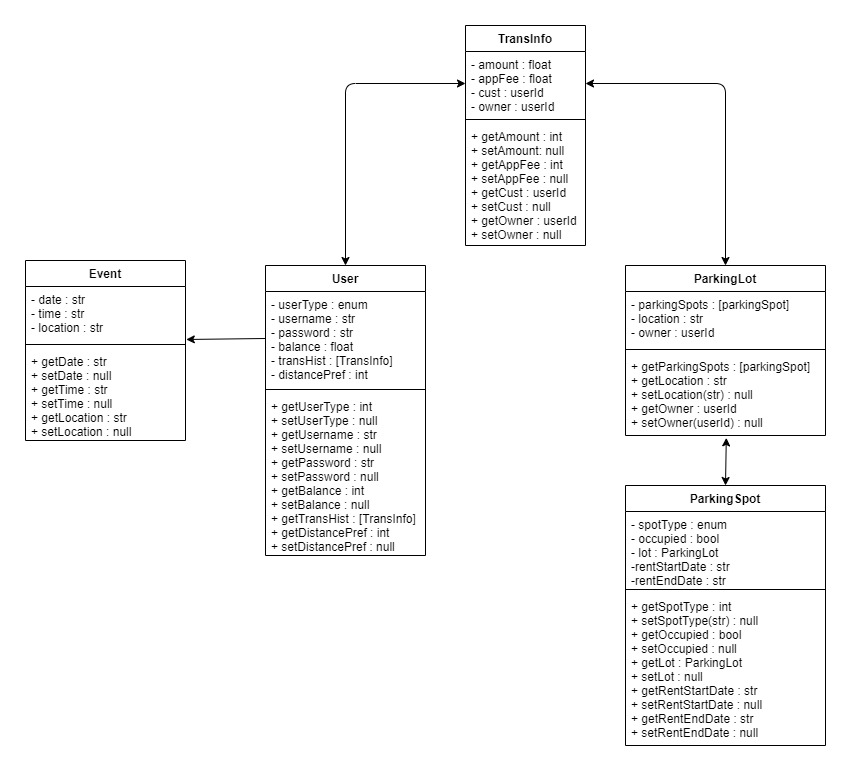 TransInfo
- amount : float
- appFee : float
- cust : userId
- owner : userId
+ getAmount : int
+ setAmount: null
+ getAppFee : int
+ setAppFee : null
+ getCust : userId
+ setCust : null
+ getOwner : userId
+ setOwner : null
Event
- date : str
- time : str
- location : str
+ getDate : str
+ setDate : null
+ getTime : str
+ setTime : null
+ getLocation : str
+ setLocation : null
User
- userType : enum
- username : str
- password : str
- balance : float
- transHist : [TransInfo]
- distancePref : int
+ getUserType : int
+ setUserType : null
+ getUsername : str
+ setUsername : null
+ getPassword : str
+ setPassword : null
+ getBalance : int
+ setBalance : null
+ getTransHist : [TransInfo]
+ getDistancePref : int
+ setDistancePref : null
ParkingLot
- parkingSpots : [parkingSpot]
- location : str
- owner : userId
+ getParkingSpots : [parkingSpot]
+ getLocation : str
+ setLocation(str) : null
+ getOwner : userId
+ setOwner(userId) : null
ParkingSpot
- spotType : enum
- occupied : bool
- lot : ParkingLot
-rentStartDate : str
-rentEndDate : str
+ getSpotType : int
+ setSpotType(str) : null
+ getOccupied : bool
+ setOccupied : null
+ getLot : ParkingLot
+ setLot : null
+ getRentStartDate : str
+ setRentStartDate : null
+ getRentEndDate : str
+ setRentEndDate : null